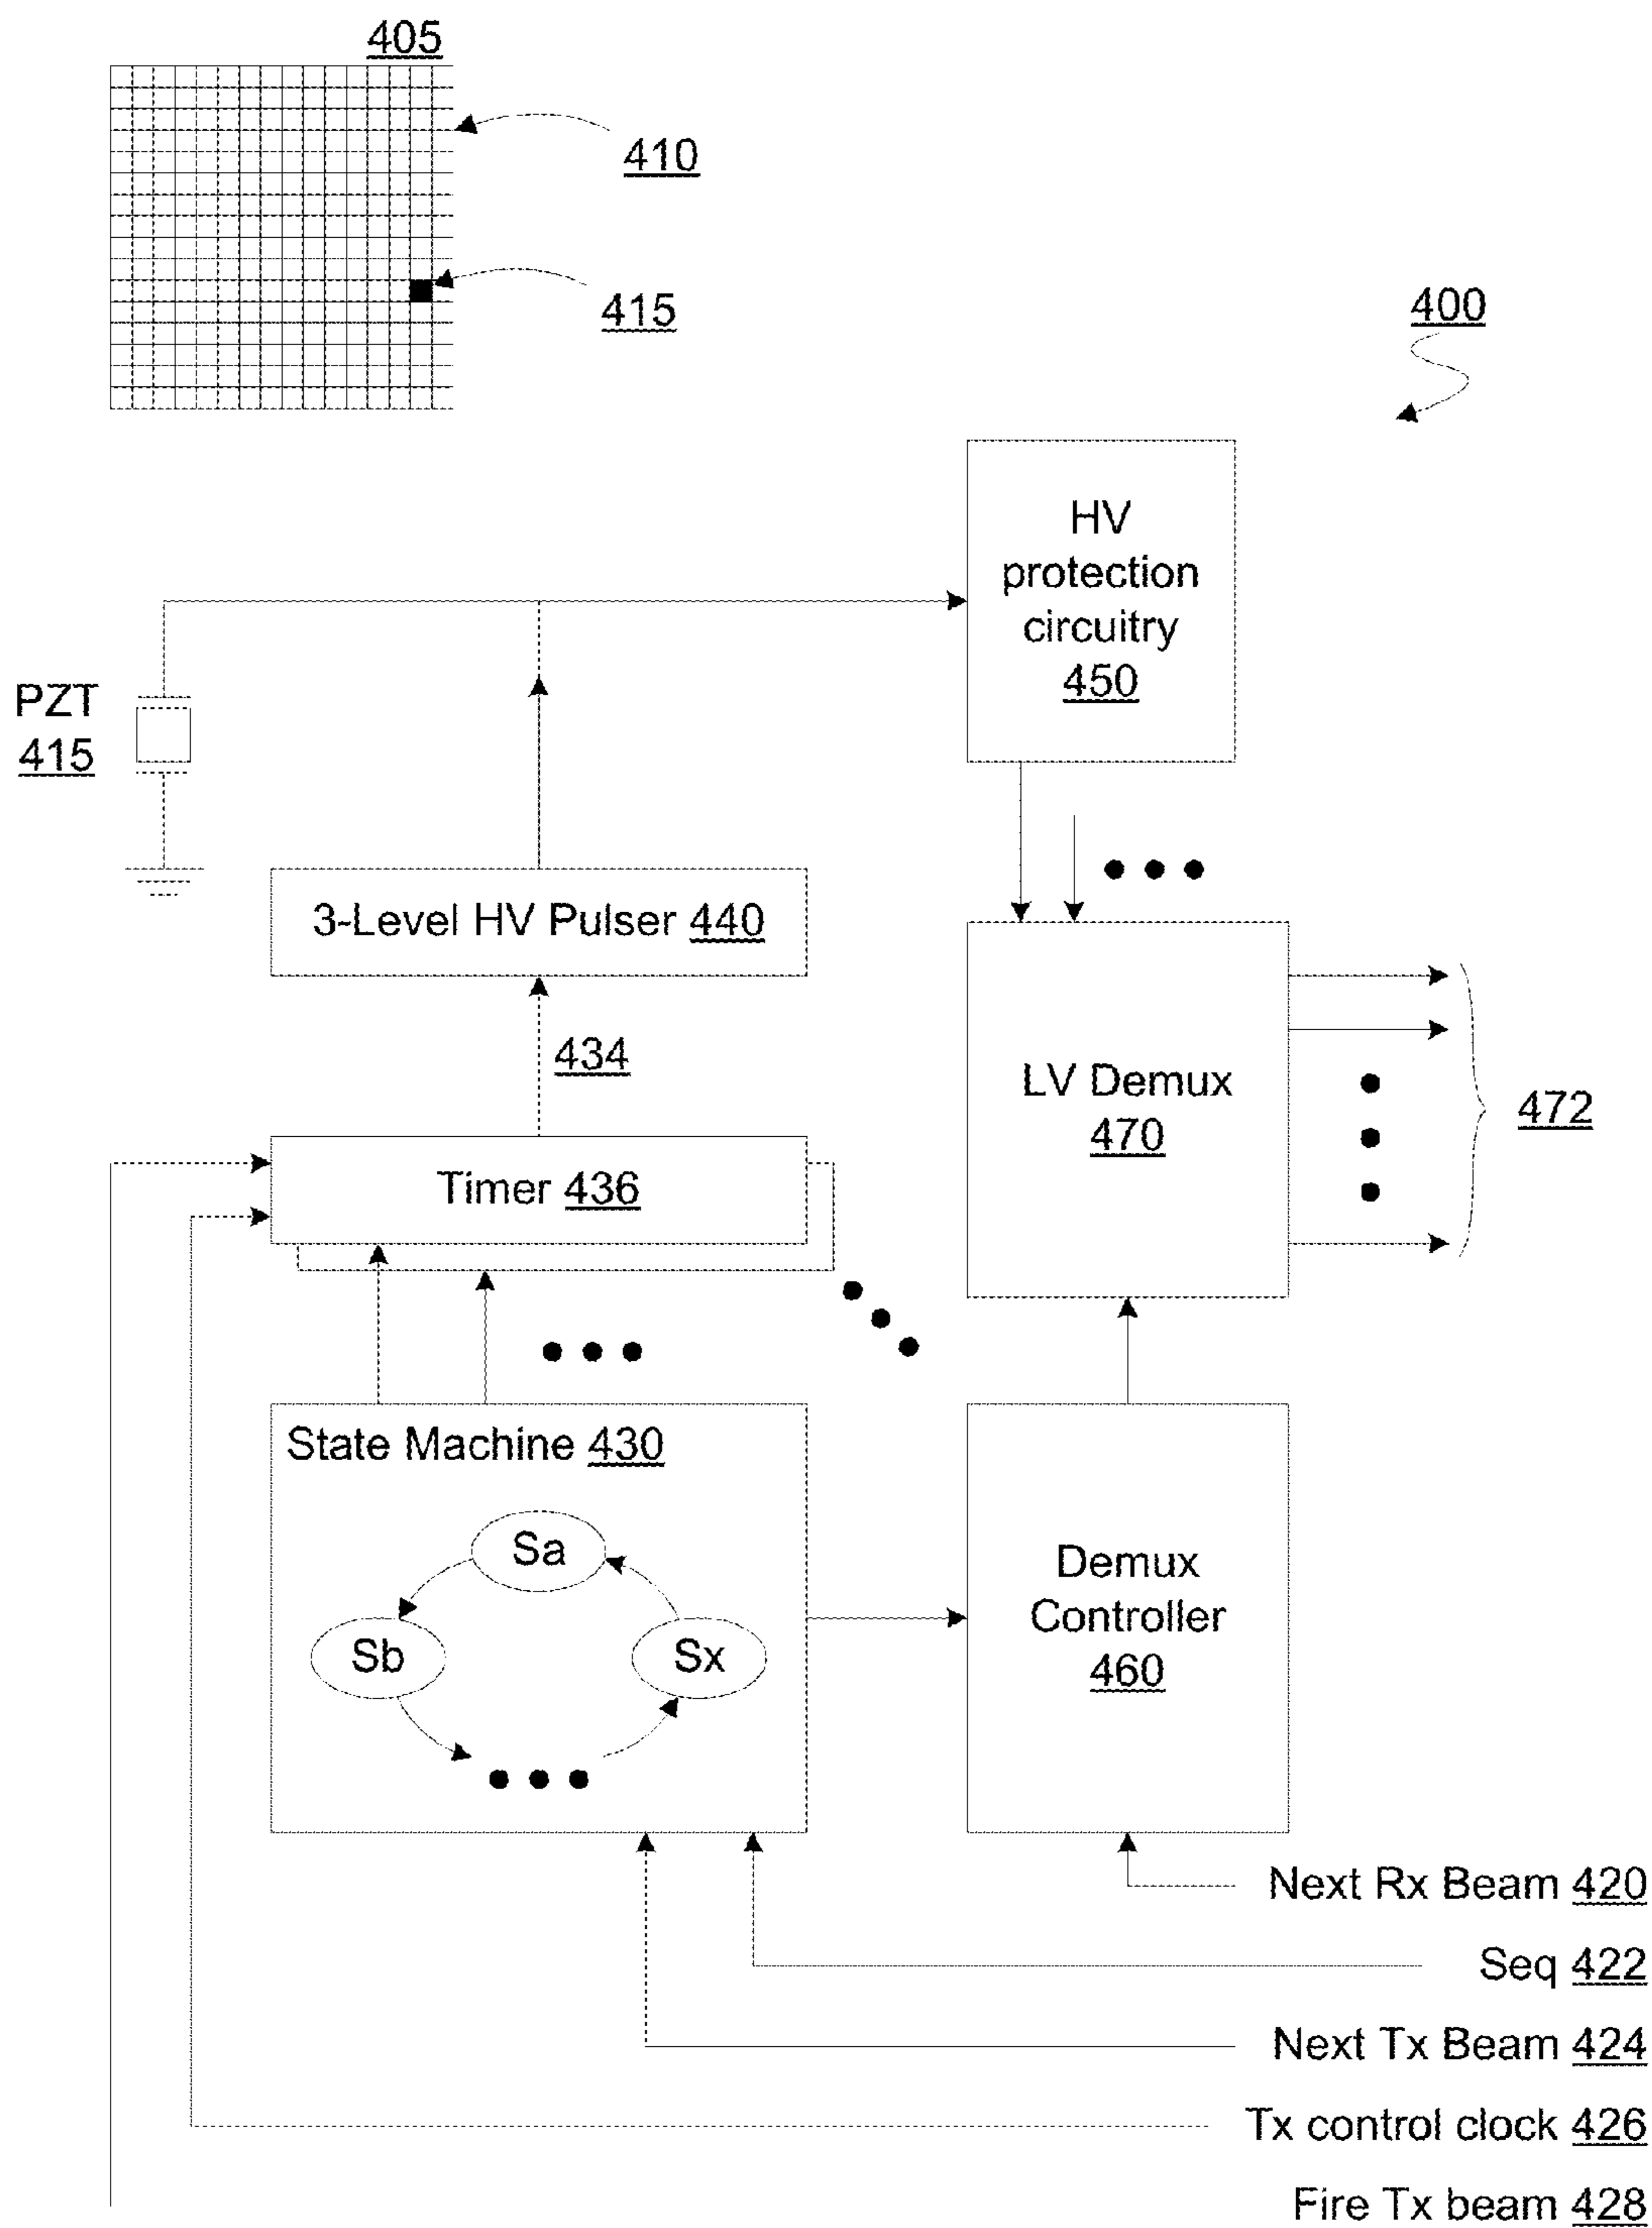 405
410
415
400
HV
protection
circuitry
450
PZT
415
3-Level HV Pulser 440
434
LV Demux
470
472
Timer 436
State Machine 430
Sa
Sb
Sx
Demux
Controller
460
Next Rx Beam 420
Seq 422
Next Tx Beam 424
Tx control clock 426
Fire Tx beam 428